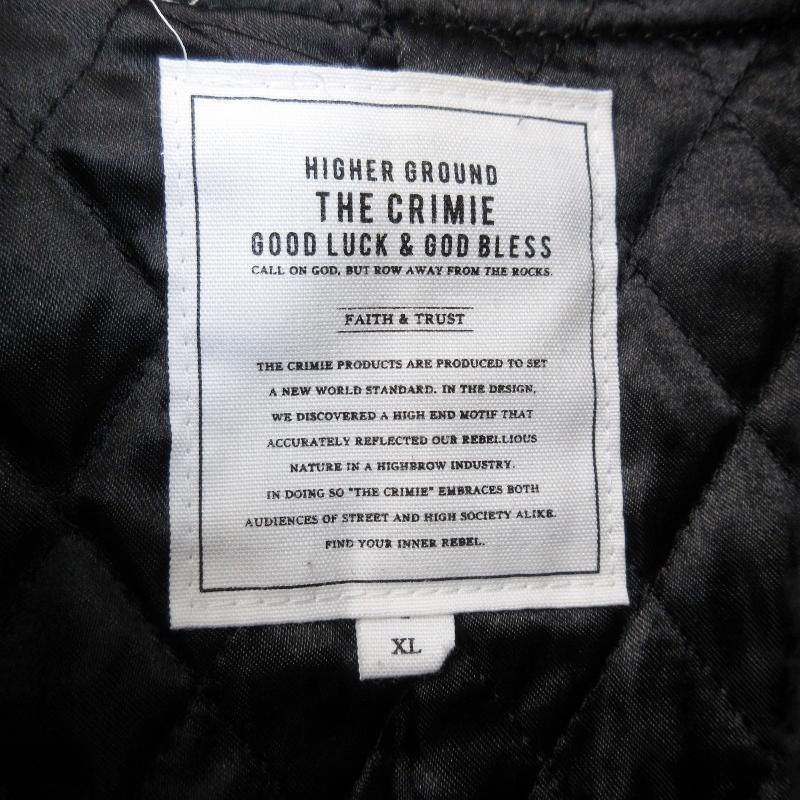 HIGHER GROUND
THE CRIMIE
GOOD LUCK & GOD BLESS
CALL ON GOD, BUT ROW AWAY FROM THE ROCKS.
FAITH & TRUST
THE CRIMIE PRODUCTS ARE PRODUCED TO SET
A NEW WORLD STANDARD. IN THE DESIGN,
WE DISCOVERED A HIGH END MOTIF THAT
ACCURATELY REFLECTED OUR REBELLIOUS
NATURE IN A HIGHBROW INDUSTRY.
IN DOING SO "THE CRIMIE" EMBRACES BOTH
AUDIENCES OF STREET AND HIGH SOCIETY ALIKE.
FIND YOUR INNER REBEL.
XL